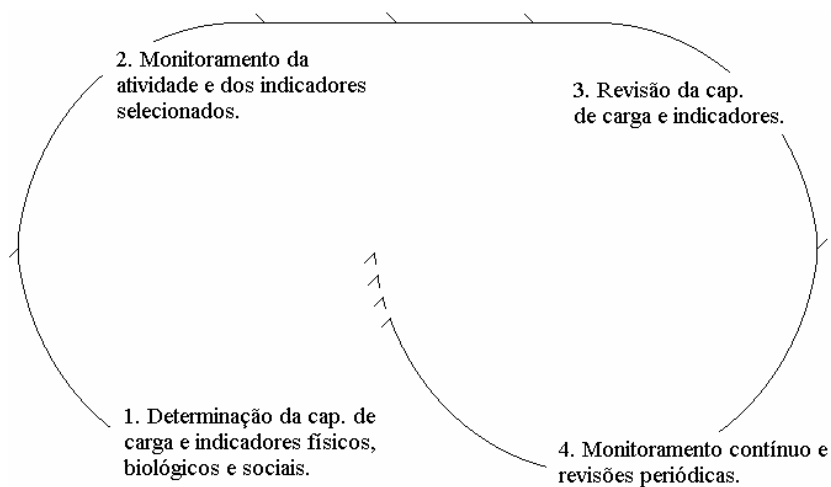 2. Monitoramento da
atividade e dos indicadores
selecionados.
3. Revisão da cap.
de carga e indicadores.
1. Determinação da cap. de
carga e indicadores físicos,
biológicos e sociais.
4. Monitoramento contínuo e
revisões periódicas.